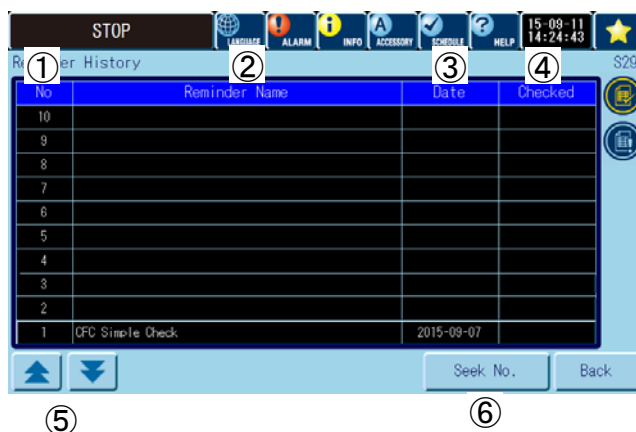 STOP LANGUAGE ALARM INFO A ACCESSORY SCHEDULE HELP 15-09-11
14:24:43
① ② ③ ④
er History S29
No Reminder Name Date Checked
10
9
8
7
6
5
4
3
2
1 CFC Simple Check 2015-09-07
Seek No. Back
⑤ ⑥